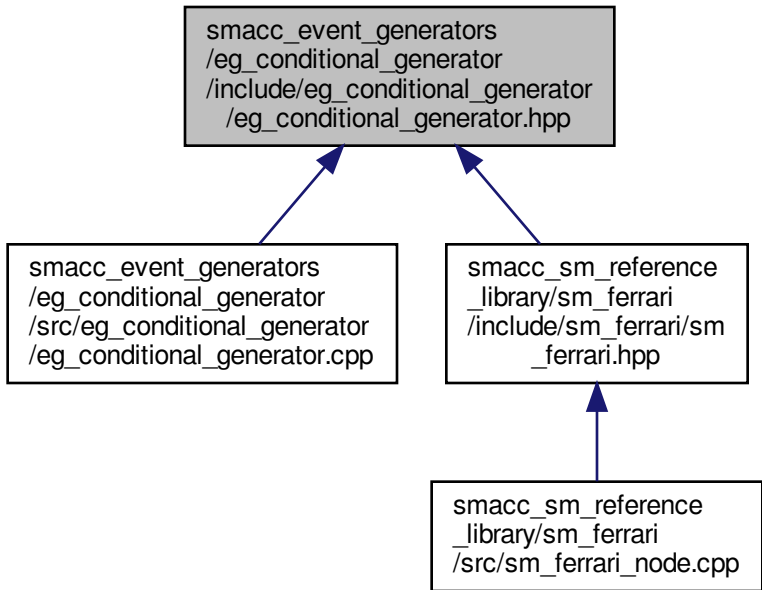 smacc_event_generators
/eg_conditional_generator
/include/eg_conditional_generator
/eg_conditional_generator.hpp
smacc_event_generators
/eg_conditional_generator
/src/eg_conditional_generator
/eg_conditional_generator.cpp
smacc_sm_reference
_library/sm_ferrari
/include/sm_ferrari/sm
_ferrari.hpp
smacc_sm_reference
_library/sm_ferrari
/src/sm_ferrari_node.cpp